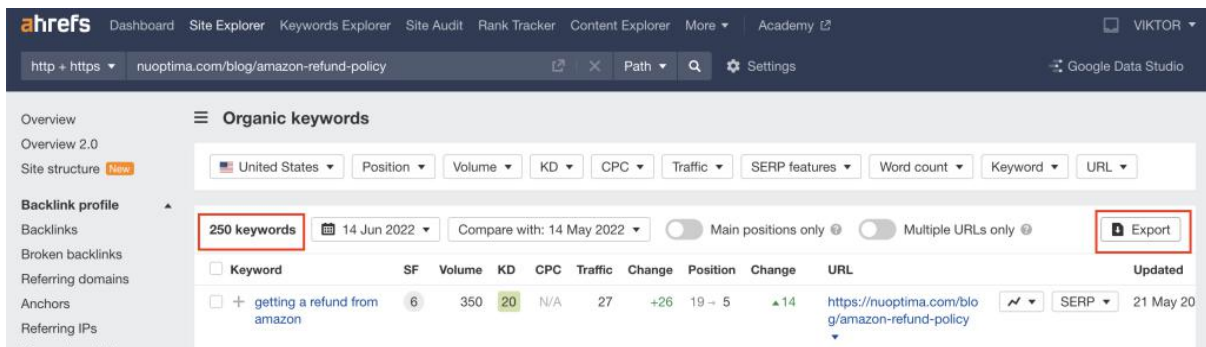 ahrefs Dashboard Site Explorer Keywords Explorer Site Audit Rank Tracker Content Explorer More Academy VIKTOR
http + https nuoptima.com/blog/amazon-refund-policy Path Settings Google Data Studio
Overview
Overview 2.0
Site structure New
Backlink profile
Backlinks
Broken backlinks
Referring domains
Anchors
Referring IPs
Organic keywords
United States Position Volume KD CPC Traffic SERP features Word count Keyword URL
250 keywords 14 Jun 2022 Compare with: 14 May 2022 Main positions only Multiple URLs only Export
Keyword SF Volume KD CPC Traffic Change Position Change URL Updated
getting a refund from 6 350 20 N/A 27 +26 19 → 5 ▲14 https://nuoptima.com/blo SERP 21 May 20
amazon g/amazon-refund-policy